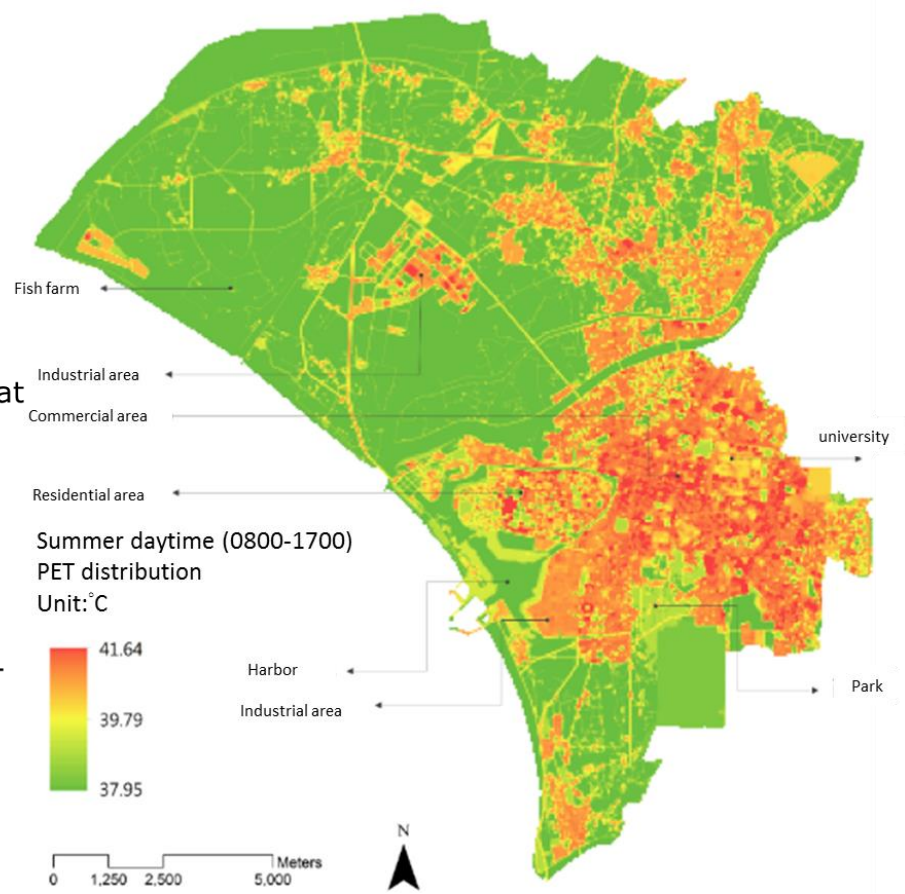 Fish farm
Industrial area
at
Commercial area
university
Residential area
Summer daytime (0800-1700)
PET distribution
Unit:°C
41.64
39.79
37.95
Harbor
Industrial area
Park
N
Meters
0 1,250 2,500 5,000